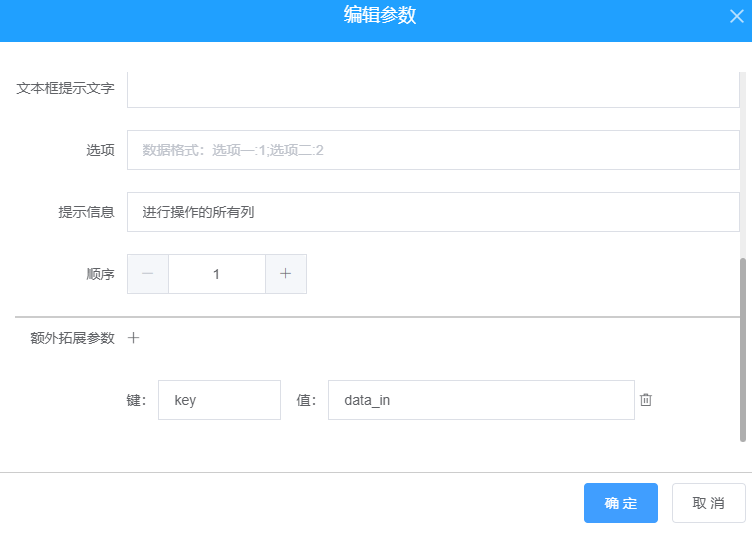 编辑参数
文本框提示文字
选项 数据格式：选项一:1;选项二:2
提示信息 进行操作的所有列
顺序 1
额外拓展参数
键： key 值： data_in
确定 取消